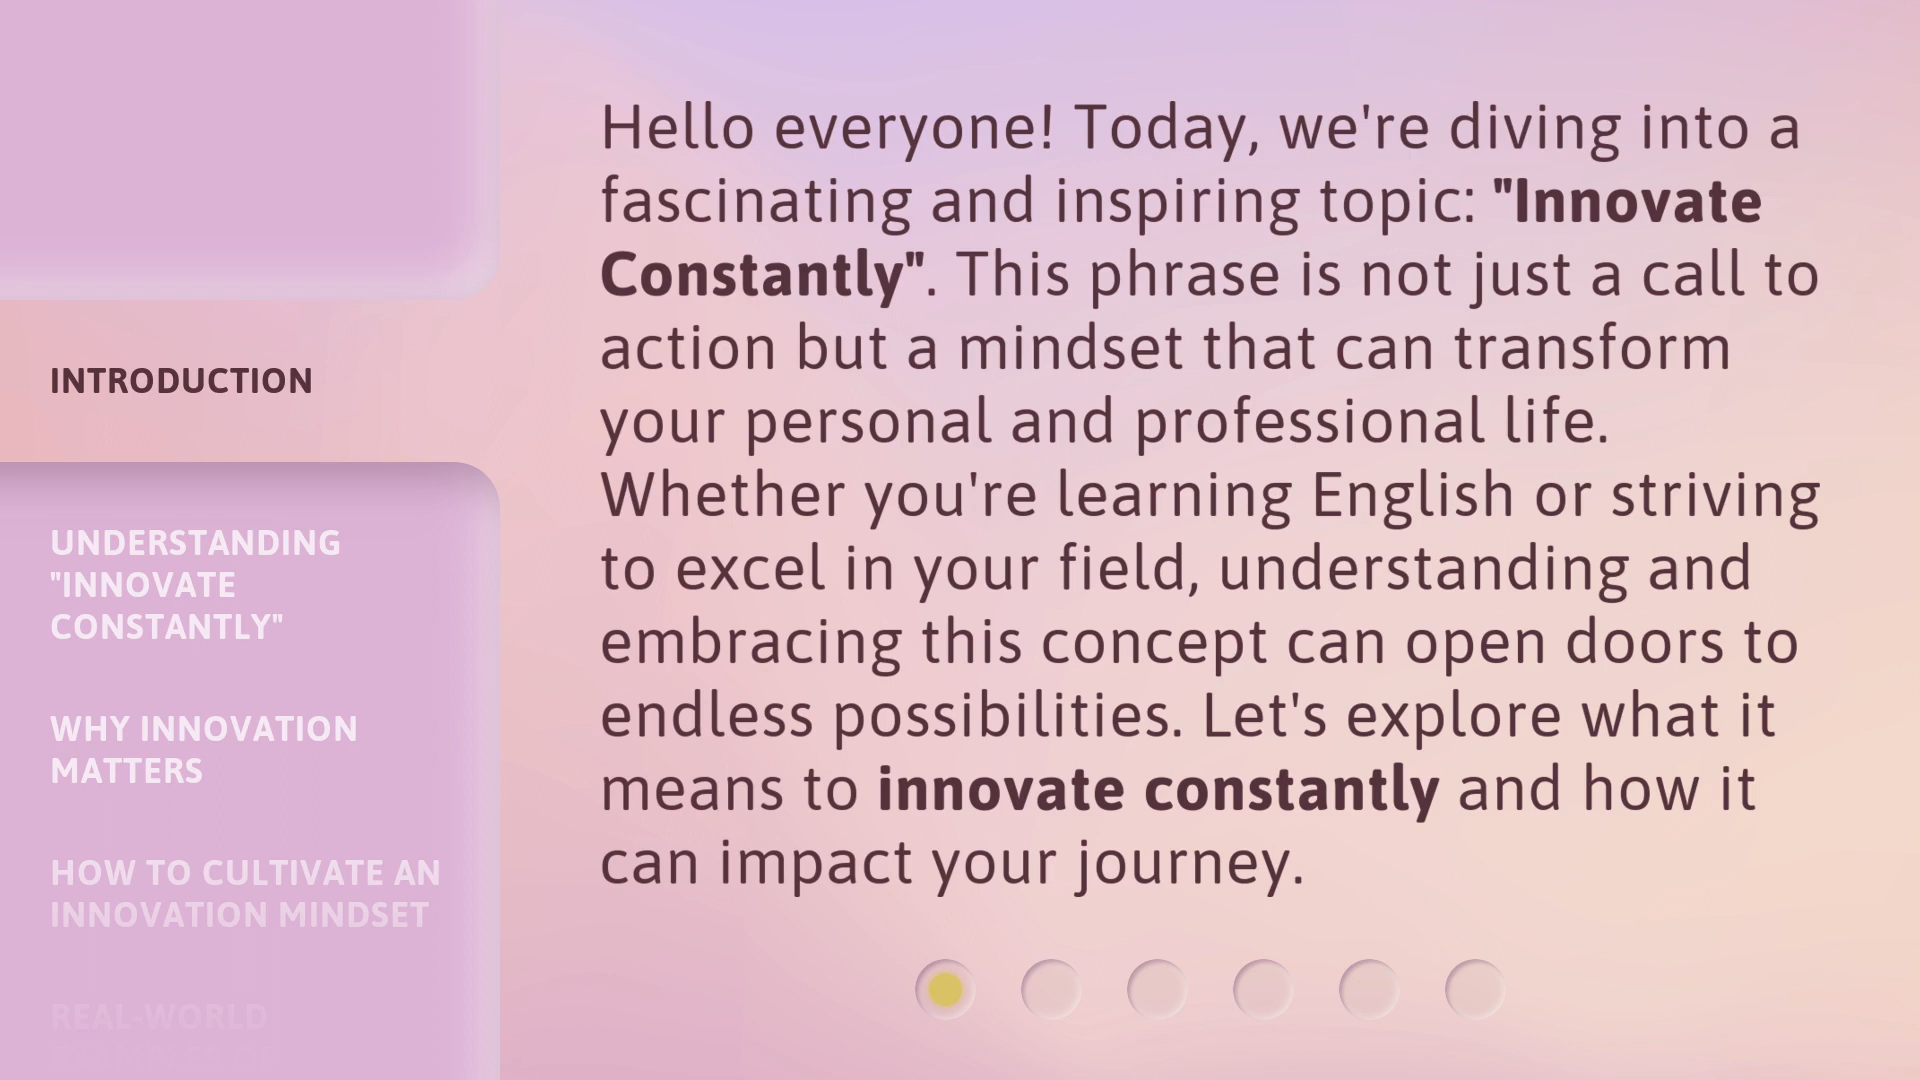 INTRODUCTION
UNDERSTANDING
"INNOVATE
CONSTANTLY"
WHY INNOVATION
MATTERS
HOW TO CULTIVATE AN
INNOVATION MINDSET
REAL-WORLD
EXAMPLES OF
Hello everyone! Today, we're diving into a
fascinating and inspiring topic: "Innovate
Constantly". This phrase is not just a call to
action but a mindset that can transform
your personal and professional life.
Whether you're learning English or striving
to excel in your field, understanding and
embracing this concept can open doors to
endless possibilities. Let's explore what it
means to innovate constantly and how it
can impact your journey.